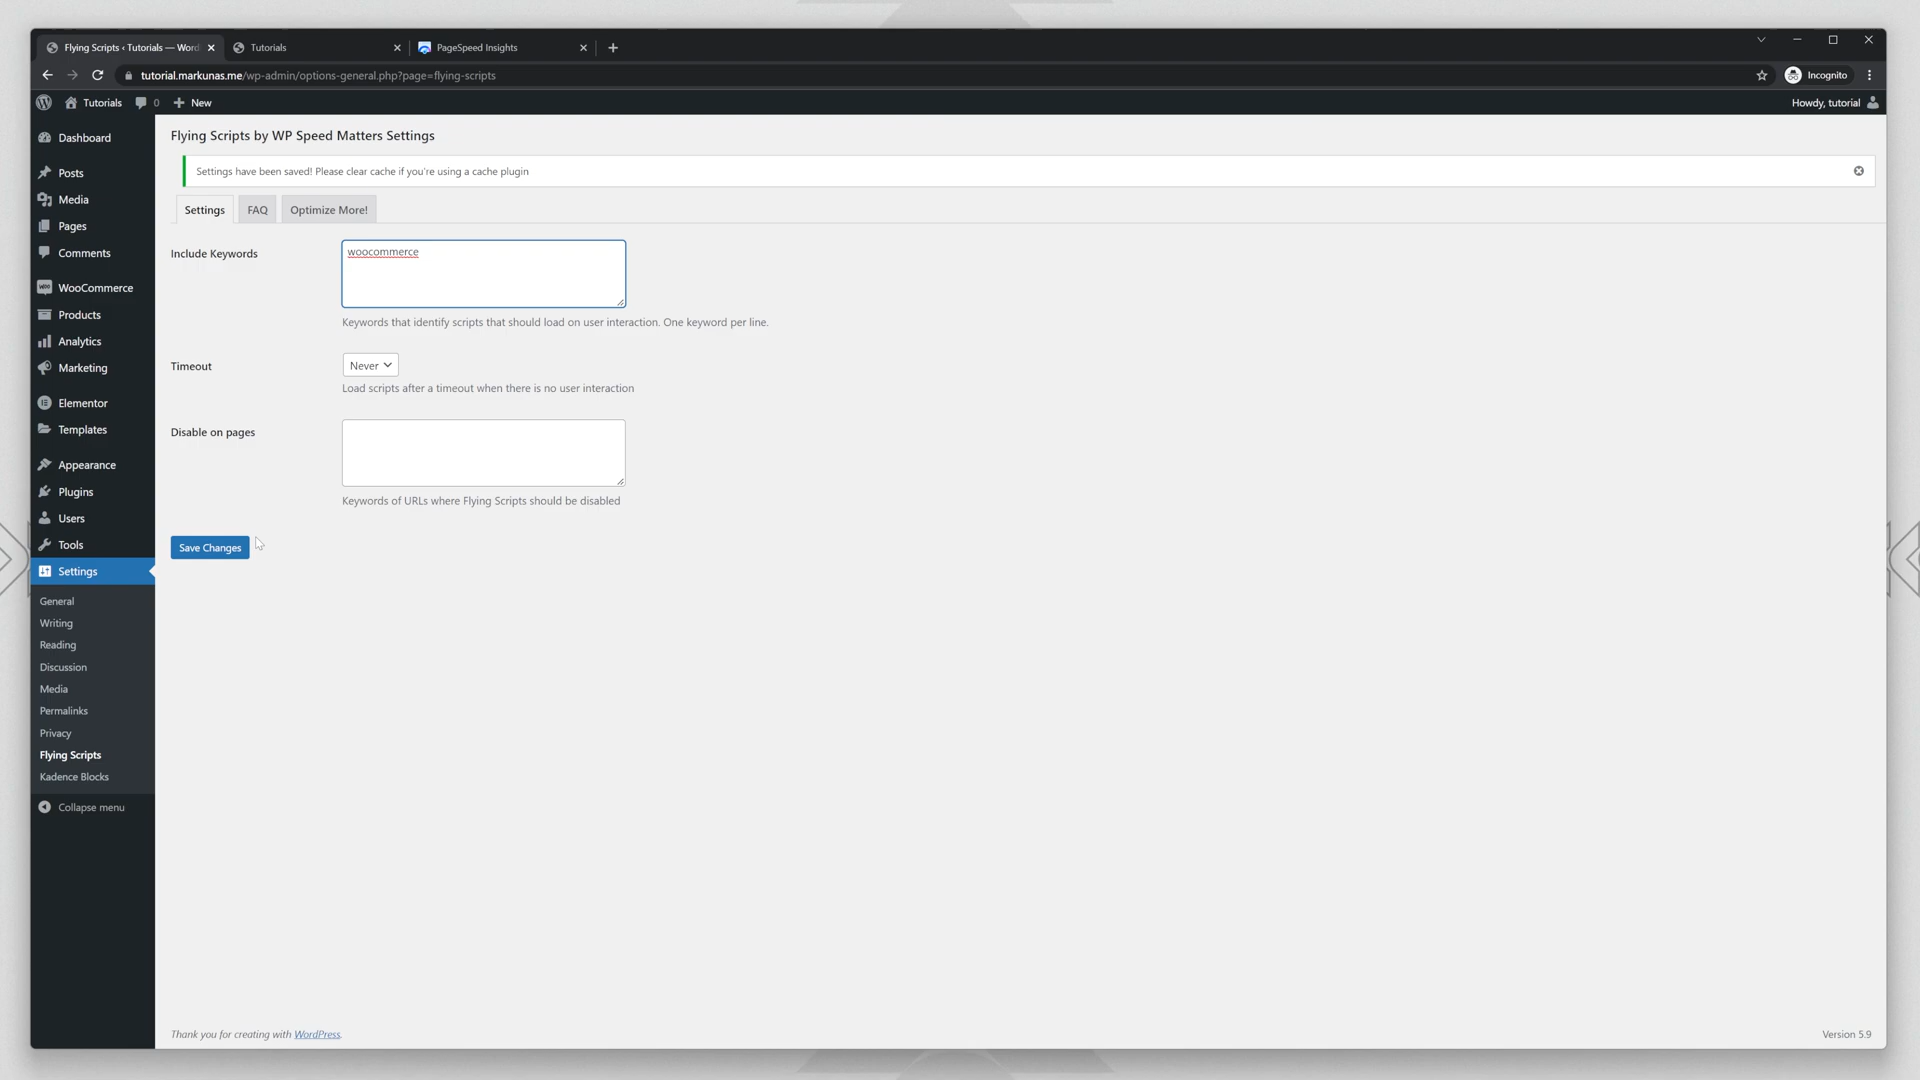 Flying Scripts ‹ Tutorials — Word
Tutorials
PageSpeed Insights
tutorial.markunas.me/wp-admin/options-general.php?page=flying-scripts
Incognito
Tutorials
0
New
Howdy, tutorial
Dashboard
Posts
Media
Pages
Comments
WooCommerce
Products
Analytics
Marketing
Elementor
Templates
Appearance
Plugins
Users
Tools
Settings
General
Writing
Reading
Discussion
Media
Permalinks
Privacy
Flying Scripts
Kadence Blocks
Collapse menu
Flying Scripts by WP Speed Matters Settings
Settings have been saved! Please clear cache if you're using a cache plugin
Settings
FAQ
Optimize More!
Include Keywords
woocommerce
Keywords that identify scripts that should load on user interaction. One keyword per line.
Timeout
Never
Load scripts after a timeout when there is no user interaction
Disable on pages
Keywords of URLs where Flying Scripts should be disabled
Save Changes
Thank you for creating with WordPress.
Version 5.9